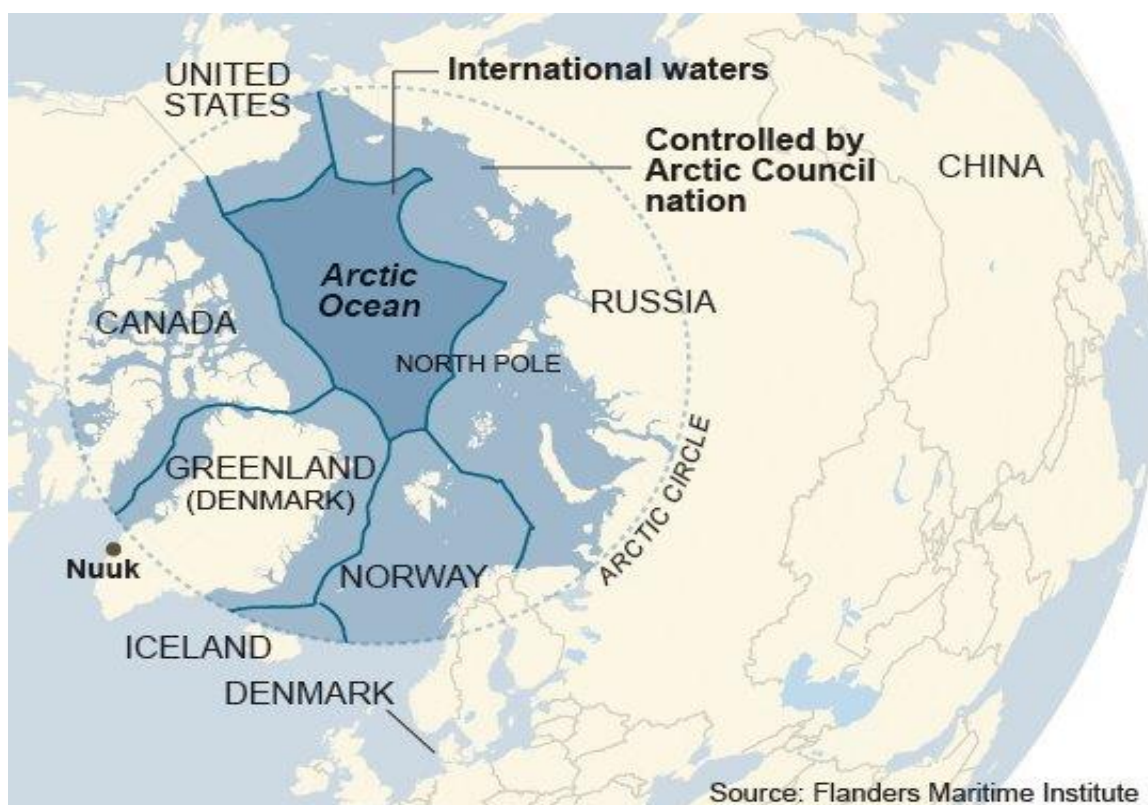 UNITED
STATES
International waters
Controlled by
Arctic Council
nation
CHINA
Arctic
Ocean
RUSSIA
CANADA
NORTH POLE
GREENLAND
(DENMARK)
ARCTIC CIRCLE
Nuuk
NORWAY
ICELAND
DENMARK
Source: Flanders Maritime Institute